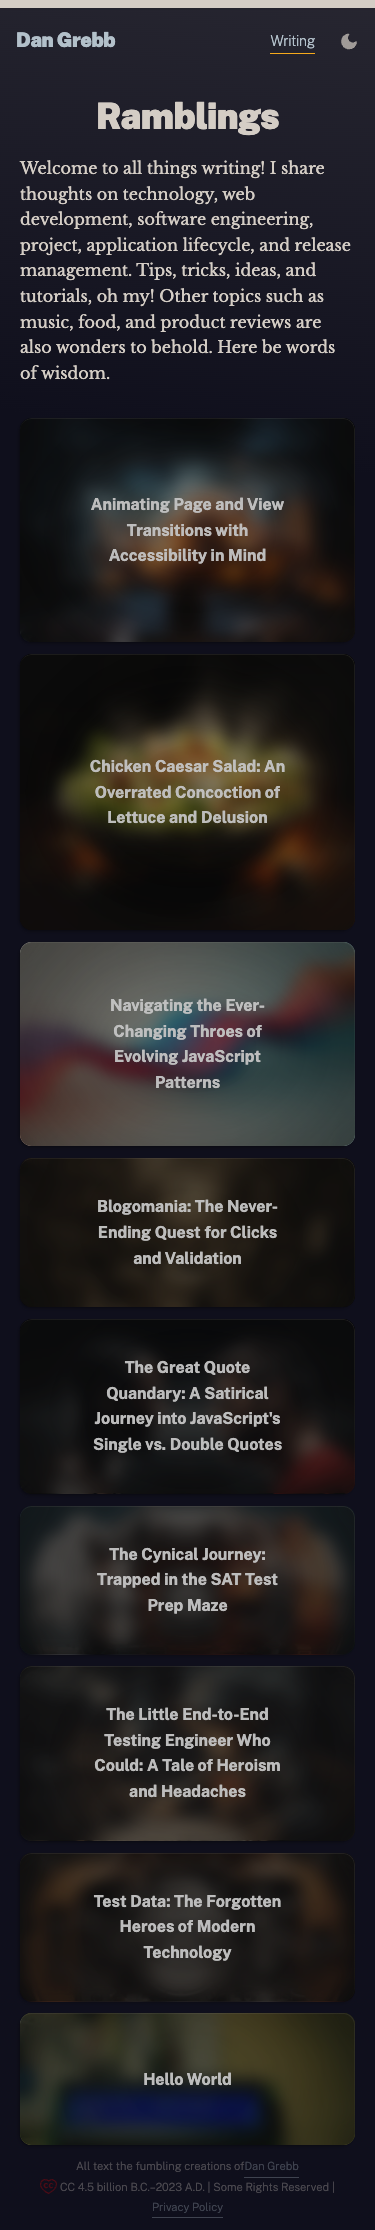 Dan Grebb
Writing
Ramblings
Welcome to all things writing! I share
thoughts on technology, web
development, software engineering,
project, application lifecycle, and release
management. Tips, tricks, ideas, and
tutorials, oh my! Other topics such as
music, food, and product reviews are
also wonders to behold. Here be words
of wisdom.
Animating Page and View
Transitions with
Accessibility in Mind
Chicken Caesar Salad: An
Overrated Concoction of
Lettuce and Delusion
Navigating the Ever-
Changing Throes of
Evolving JavaScript
Patterns
Blogomania: The Never-
Ending Quest for Clicks
and Validation
The Great Quote
Quandary: A Satirical
Journey into JavaScript's
Single vs. Double Quotes
The Cynical Journey:
Trapped in the SAT Test
Prep Maze
The Little End-to-End
Testing Engineer Who
Could: A Tale of Heroism
and Headaches
Test Data: The Forgotten
Heroes of Modern
Technology
Hello World
All text the fumbling creations ofDan Grebb
CC 4.5 billion B.C.–2023 A.D. | Some Rights Reserved |
Privacy Policy